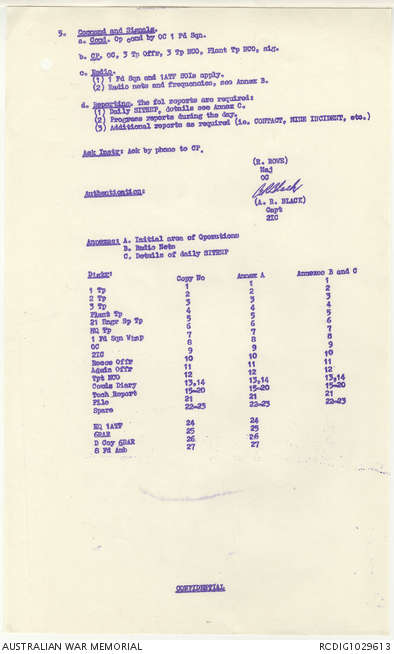 5. Command and Signals.
a. Comd. Op comd by OC 1 Fd Sqn.
b. CP. OC, 3 Tp Offr, 3 Tp NCO, Plant Tp NCO, sig.
c. Radio.
(1) 1 Fd Sqn and 1ATF SOIs apply.
(2) Radio nets and frequencies, see Annex B.
d. Reporting. The fol reports are required:
(1) Daily SITREP, details see Annex C.
(2) Progress reports during the day.
(3) Additional reports as required (i.e. CONTACT, MINE INCIDENT, etc.)
Ack Instr: Ack by phone to CP.
(R. ROWE)
Maj
OC
Authentication:
(A. R. BLACK)
Capt
2IC
Annexes: A. Initial area of Operations
B. Radio Nets
C. Details of daily SITREP
Distr: Copy No Annex A Annexes B and C
1 Tp 1 1 1
2 Tp 2 2 2
3 Tp 3 3 3
Plant Tp 4 4 4
21 Engr Sp Tp 5 5 5
HQ Tp 6 6 6
1 Fd Sqn Wksp 7 7 7
OC 8 8 8
2IC 9 9 9
Recce Offr 10 10 10
Admin Offr 11 11 11
Tpt NCO 12 12 12
Comds Diary 13,14 13,14 13,14
Tech Report 15-20 15-20 15-20
File 21 21 21
Spare 22-23 22-23 22-23
HQ 1ATF 24 24
6RAR 25 25
D Coy 6RAR 26 26
8 Fd Amb 27 27
CONFIDENTIAL
AUSTRALIAN WAR MEMORIAL RCDIG1029613